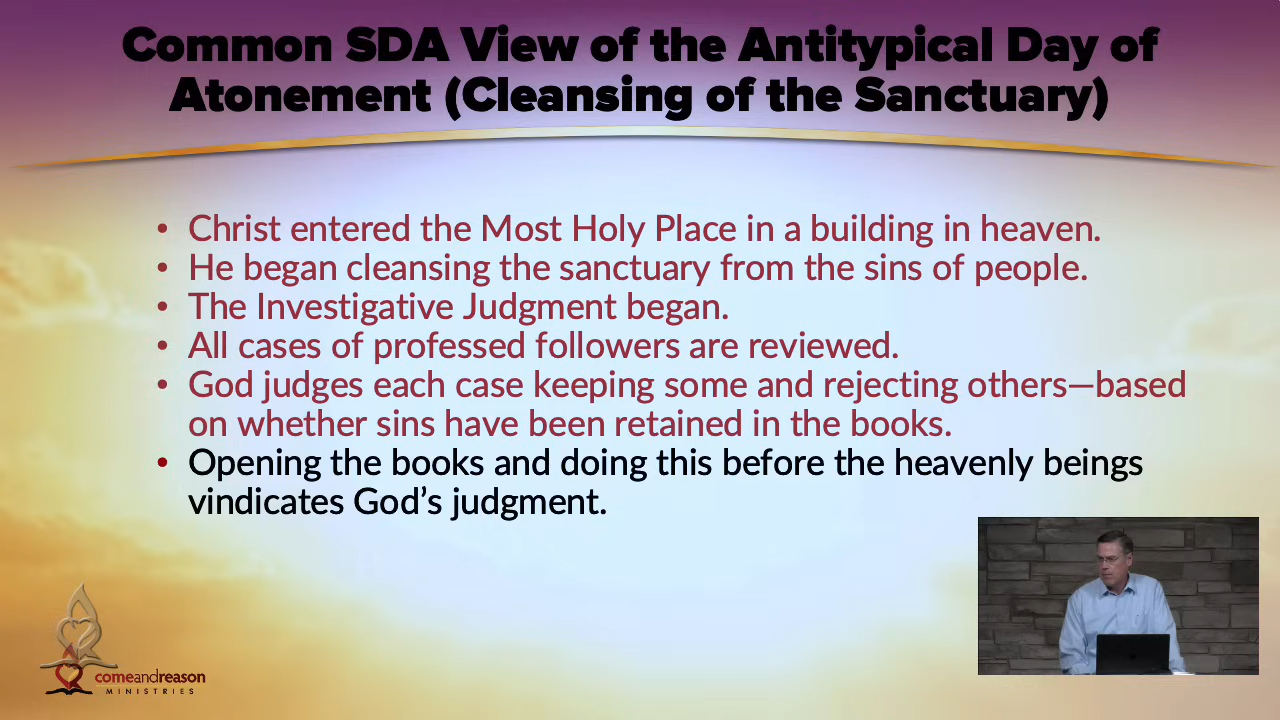 Common SDA View of the Antitypical Day of
Atonement (Cleansing of the Sanctuary)
• Christ entered the Most Holy Place in a building in heaven.
• He began cleansing the sanctuary from the sins of people.
• The Investigative Judgment began.
• All cases of professed followers are reviewed.
• God judges each case keeping some and rejecting others—based
on whether sins have been retained in the books.
• Opening the books and doing this before the heavenly beings
vindicates God’s judgment.
comeandreason
MINISTRIES